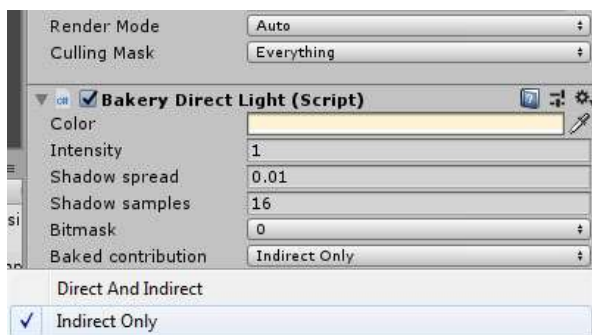 Render Mode Auto
Culling Mask Everything
Bakery Direct Light (Script)
Color
Intensity 1
Shadow spread 0.01
Shadow samples 16
Bitmask 0
Baked contribution Indirect Only
Direct And Indirect
✓ Indirect Only